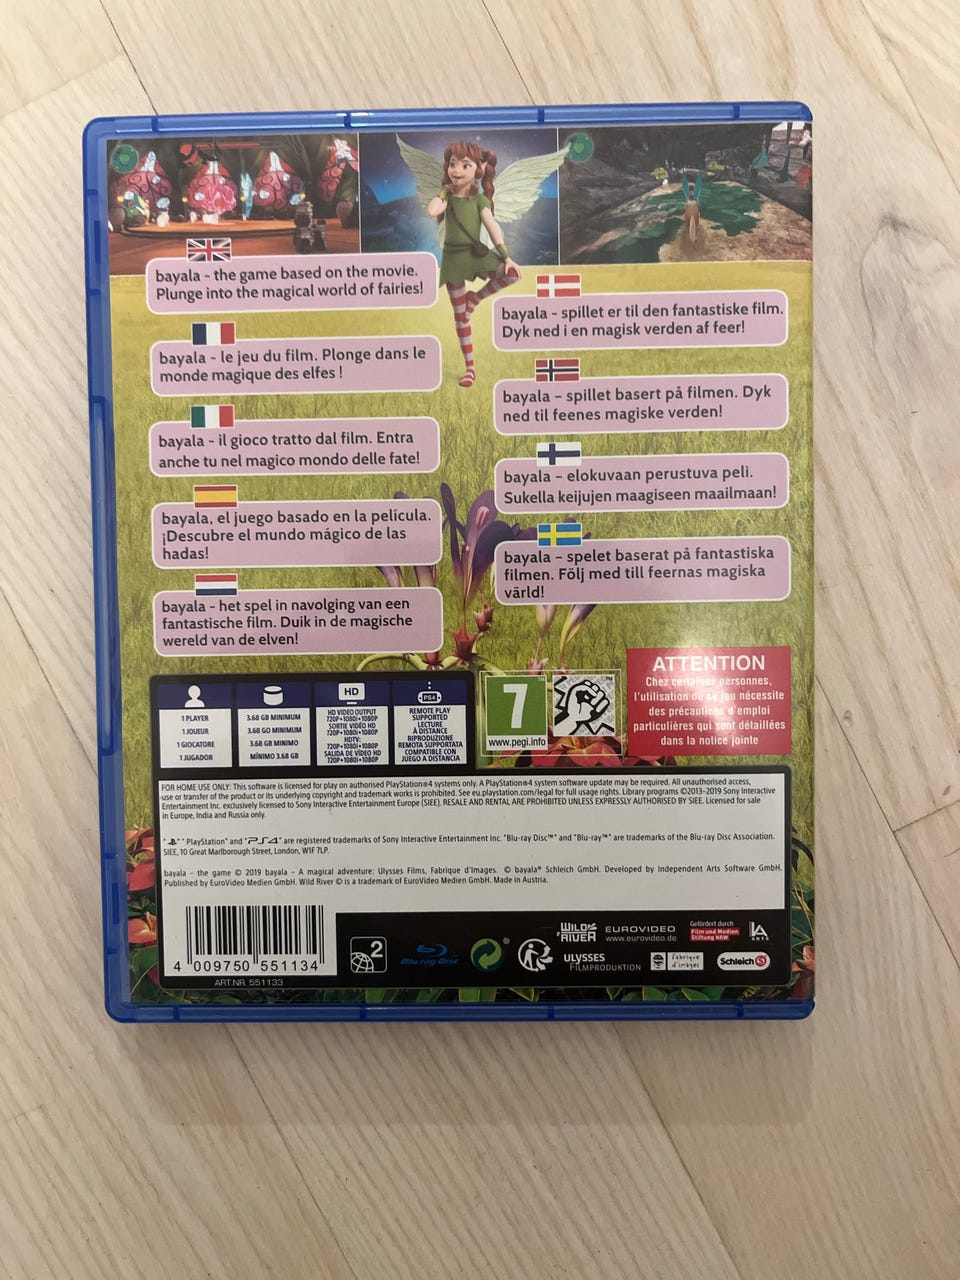 bayala - the game based on the movie.
Plunge into the magical world of fairies!
bayala - le jeu du film. Plonge dans le
monde magique des elfes !
bayala - il gioco tratto dal film. Entra
anche tu nel magico mondo delle fate!
bayala, el juego basado en la película.
¡Descubre el mundo mágico de las
hadas!
bayala - het spel in navolging van een
fantastische film. Duik in de magische
wereld van de elven!
bayala - spillet er til den fantastiske film.
Dyk ned i en magisk verden af feer!
bayala - spillet basert på filmen. Dyk
ned til feenes magiske verden!
bayala - elokuvaan perustuva peli.
Sukella keijujen maagiseen maailmaan!
bayala - spelet baserat på fantastiska
filmen. Följ med till feernas magiska
värld!
1 PLAYER
1 JOUEUR
1 GIOCATORE
1 JUGADOR
3.68 GB MINIMUM
3.68 GO MINIMUM
3.68 GB MINIMO
MÍNIMO 3.68 GB
HD
HD VIDEO OUTPUT
720P•1080i•1080P
SORTIE VIDÉO HD
720P•1080i•1080P
HDTV:
720P•1080i•1080P
SALIDA DE VÍDEO HD
720P•1080i•1080P
PS4
REMOTE PLAY
SUPPORTED
LECTURE
À DISTANCE
RIPRODUZIONE
REMOTA SUPPORTATA
COMPATIBLE CON
JUEGO A DISTANCIA
7
www.pegi.info
ATTENTION
Chez certaines personnes,
l'utilisation de ce jeu nécessite
des précautions d'emploi
particulières qui sont détaillées
dans la notice jointe
FOR HOME USE ONLY: This software is licensed for play on authorised PlayStation®4 systems only. A PlayStation®4 system software update may be required. All unauthorised access,
use or transfer of the product or its underlying copyright and trademark works is prohibited. See eu.playstation.com/legal for full usage rights. Library programs ©2013-2019 Sony Interactive
Entertainment Inc. exclusively licensed to Sony Interactive Entertainment Europe (SIEE). RESALE AND RENTAL ARE PROHIBITED UNLESS EXPRESSLY AUTHORISED BY SIEE. Licensed for sale
in Europe, India and Russia only.
" ", "PlayStation" and "PS4" are registered trademarks of Sony Interactive Entertainment Inc. "Blu-ray Disc™" and "Blu-ray™" are trademarks of the Blu-ray Disc Association.
SIEE, 10 Great Marlborough Street, London, W1F 7LP.
bayala - the game © 2019 bayala - A magical adventure: Ulysses Films, Fabrique d'Images. © bayala® Schleich GmbH. Developed by Independent Arts Software GmbH.
Published by EuroVideo Medien GmbH. Wild River © is a trademark of EuroVideo Medien GmbH. Made in Austria.
4 009750 551134
ART.NR. 551133
2
Blu-ray Disc
®
WILD RIVER
EUROVIDEO
www.eurovideo.de
Gefördert durch
Film und Medien
Stiftung NRW
IA
ARTS
ULYSSES
FILMPRODUKTION
fabrique
d'images
Schleich S